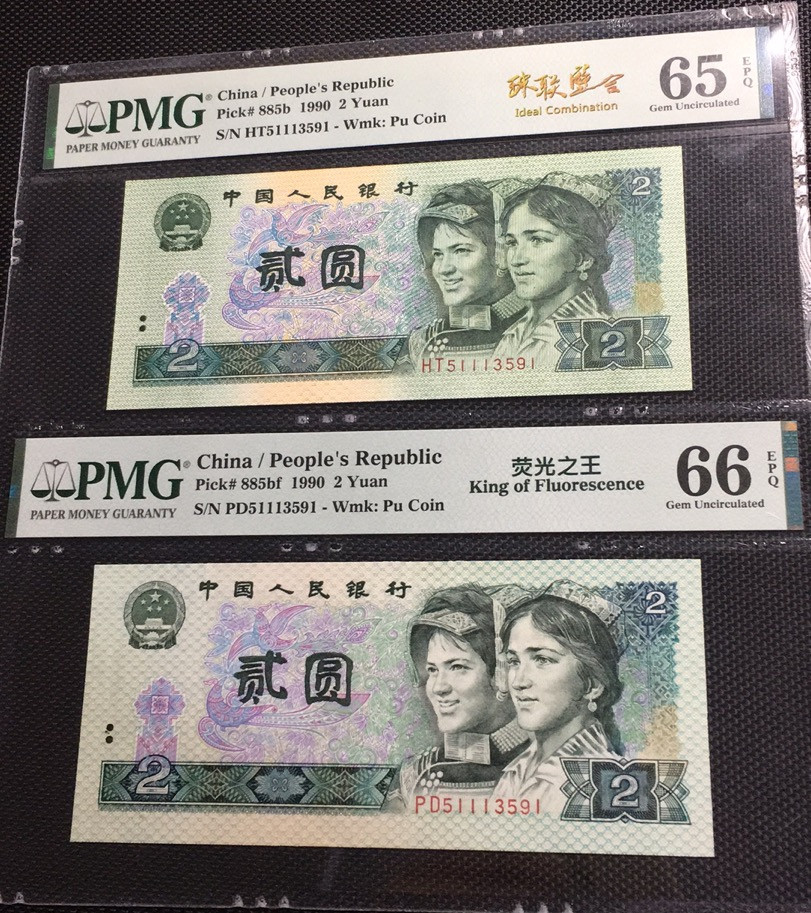 PMG®
PAPER MONEY GUARANTY
China / People's Republic
Pick# 885b 1990 2 Yuan
S/N HT51113591 - Wmk: Pu Coin
珠联璧合
Ideal Combination
65
EPQ
Gem Uncirculated
中国人民银行
2
贰圆
2
HT51113591
2
PMG®
PAPER MONEY GUARANTY
China / People's Republic
Pick# 885bf 1990 2 Yuan
S/N PD51113591 - Wmk: Pu Coin
荧光之王
King of Fluorescence
66
EPQ
Gem Uncirculated
中国人民银行
2
贰圆
2
PD51113591
2